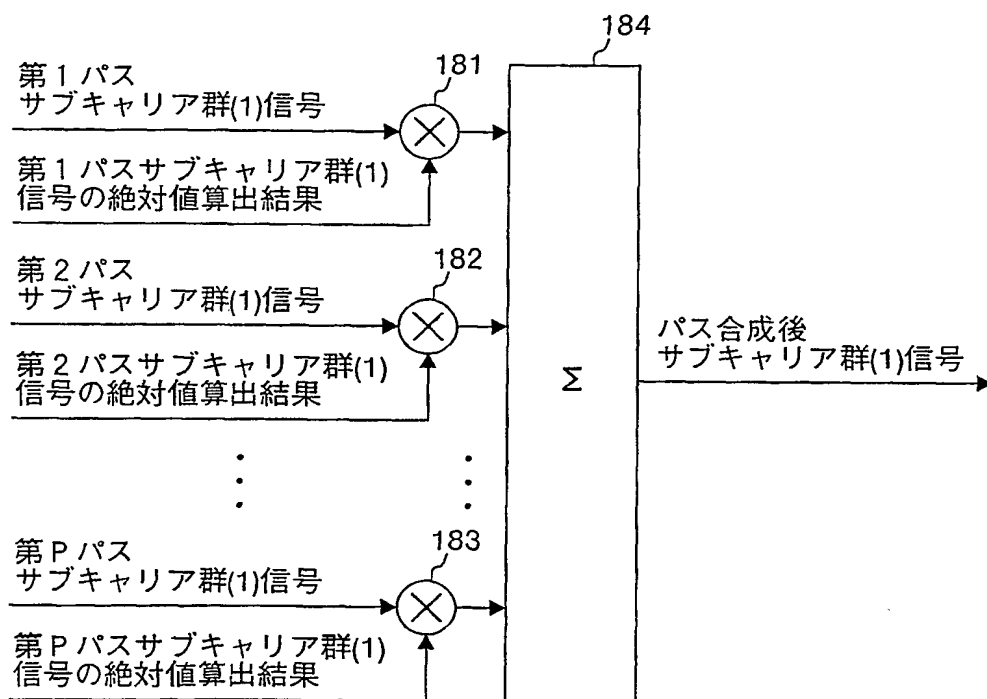 184
181
第1パス
サブキャリア群(1)信号
第1パスサブキャリア群(1)
信号の絶対値算出結果
182
第2パス
サブキャリア群(1)信号
第2パスサブキャリア群(1)
信号の絶対値算出結果
Σ
パス合成後
サブキャリア群(1)信号
183
第Pパス
サブキャリア群(1)信号
第Pパスサブキャリア群(1)
信号の絶対値算出結果